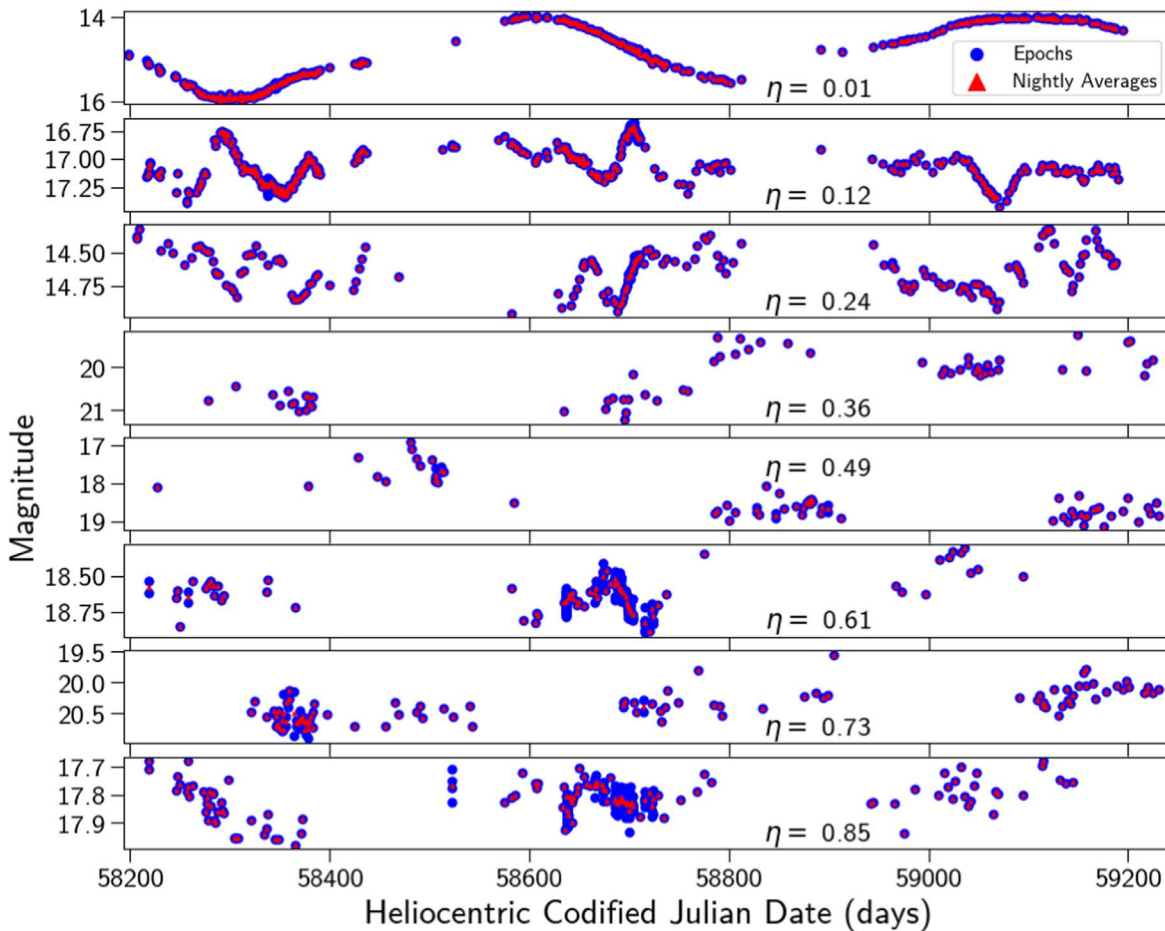 14
16
Epochs
Nightly Averages
η = 0.01
16.75
17.00
17.25
η = 0.12
14.50
14.75
η = 0.24
20
21
η = 0.36
17
18
19
η = 0.49
18.50
18.75
η = 0.61
19.5
20.0
20.5
η = 0.73
17.7
17.8
17.9
η = 0.85
Magnitude
58200 58400 58600 58800 59000 59200
Heliocentric Codified Julian Date (days)